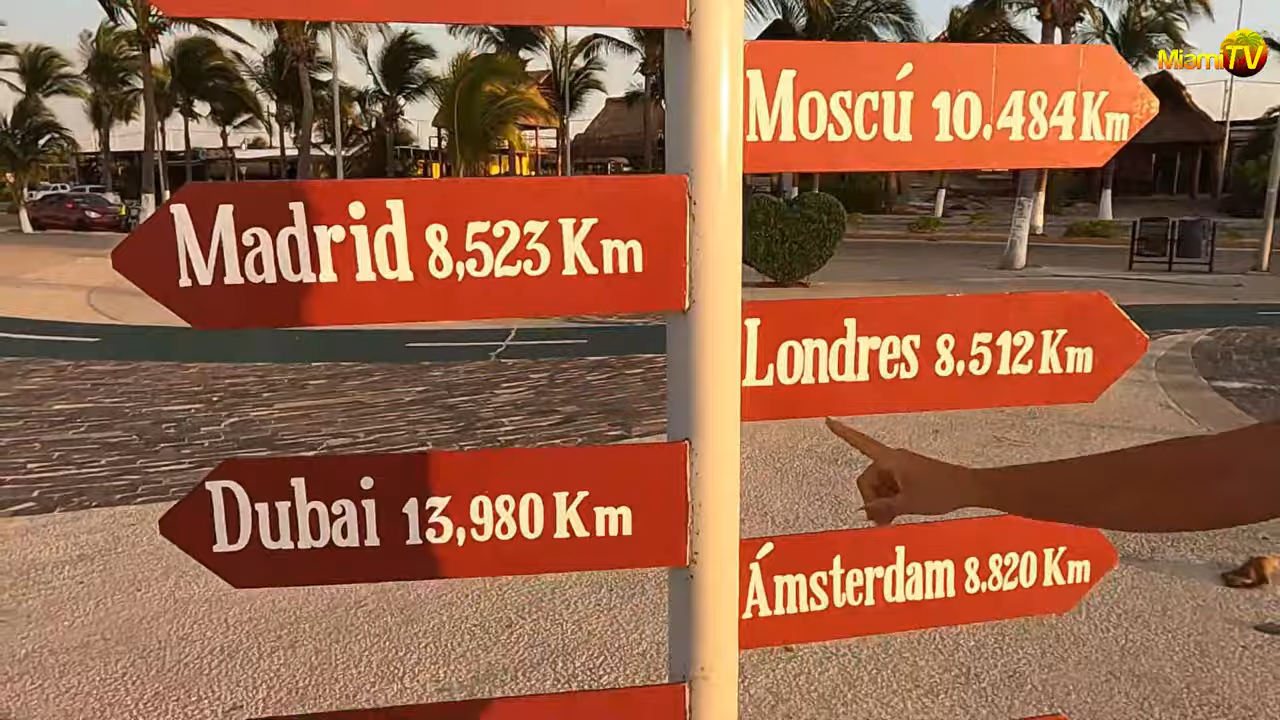 MiamiTV
Moscú 10.484 Km
Madrid 8,523 Km
Londres 8.512 Km
Dubai 13,980 Km
Ámsterdam 8.820 Km